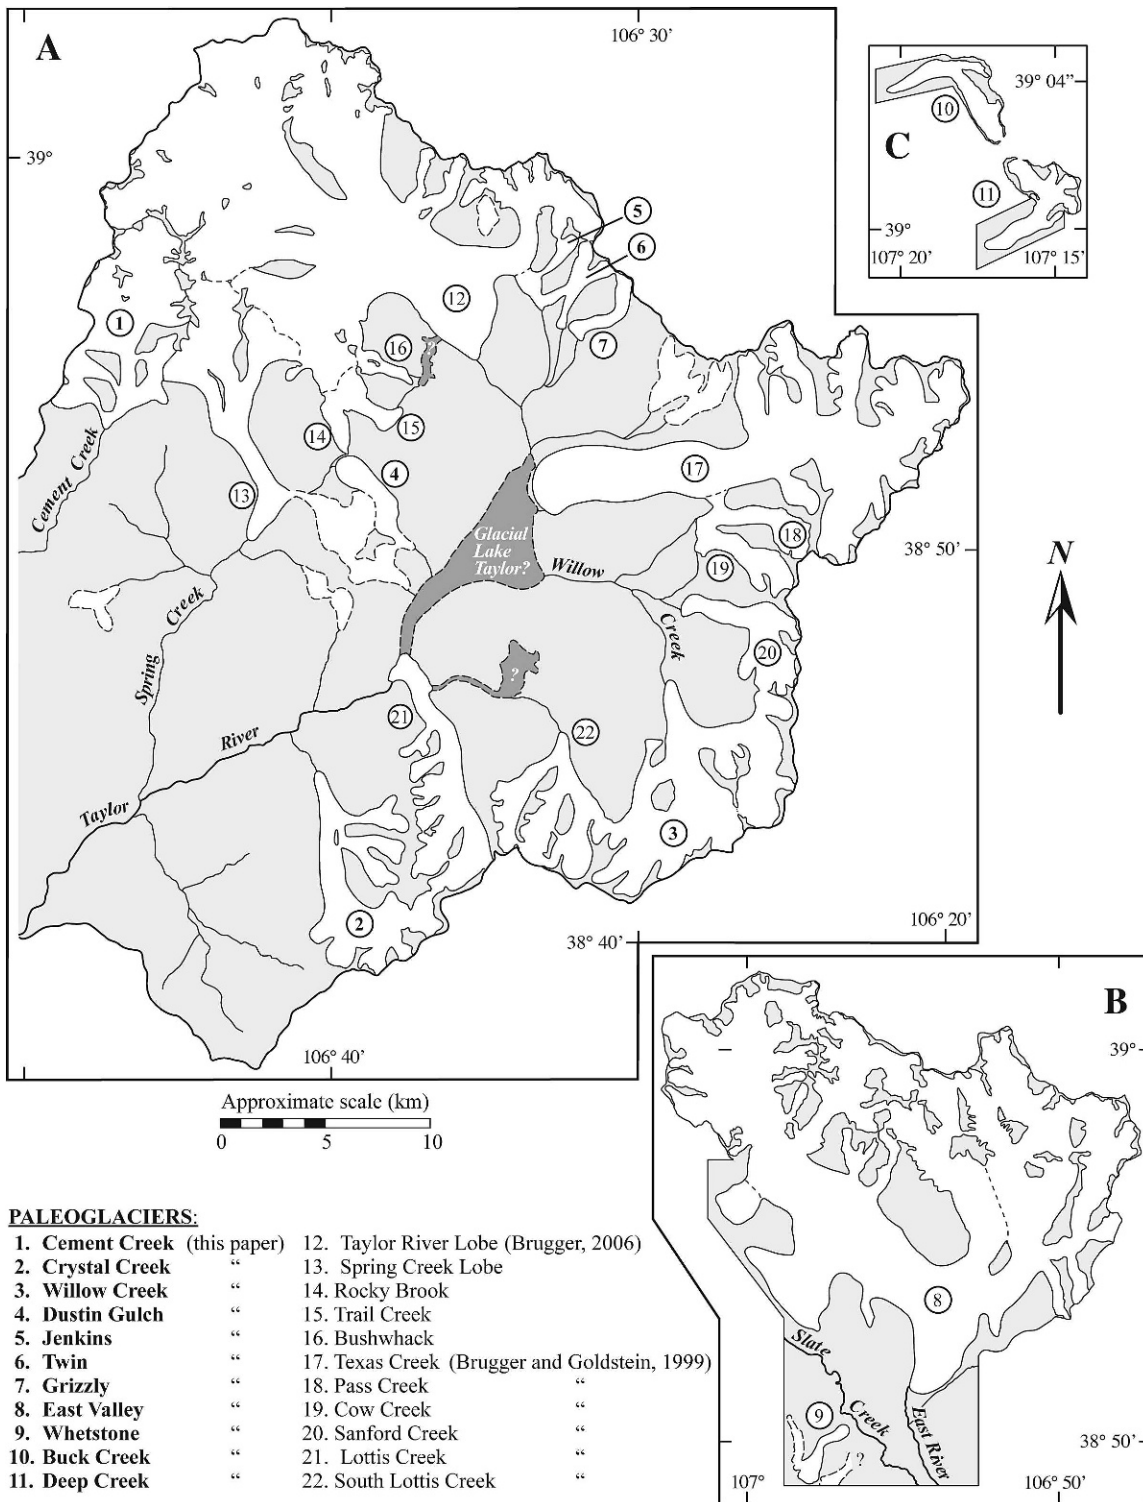 A
106° 30’
39°
5
6
12
1
7
16
?
15
14
4
17
13
18
Glacial
Lake
Taylor?
Willow
38° 50’
19
Cement Creek
Creek
Creek
20
Spring
?
21
River
22
Taylor
3
2
106° 20’
38° 40’
106° 40’
39° 04”
10
C
11
39°
107° 20’
107° 15’
N
B
39°
8
Slate
Creek
9
East River
?
38° 50’
107°
106° 50’
Approximate scale (km)
0 5 10
PALEOGLACIERS:
1. Cement Creek (this paper)
2. Crystal Creek “
3. Willow Creek “
4. Dustin Gulch “
5. Jenkins “
6. Twin “
7. Grizzly “
8. East Valley “
9. Whetstone “
10. Buck Creek “
11. Deep Creek “
12. Taylor River Lobe (Brugger, 2006)
13. Spring Creek Lobe
14. Rocky Brook
15. Trail Creek
16. Bushwhack
17. Texas Creek (Brugger and Goldstein, 1999)
18. Pass Creek “
19. Cow Creek “
20. Sanford Creek “
21. Lottis Creek “
22. South Lottis Creek “